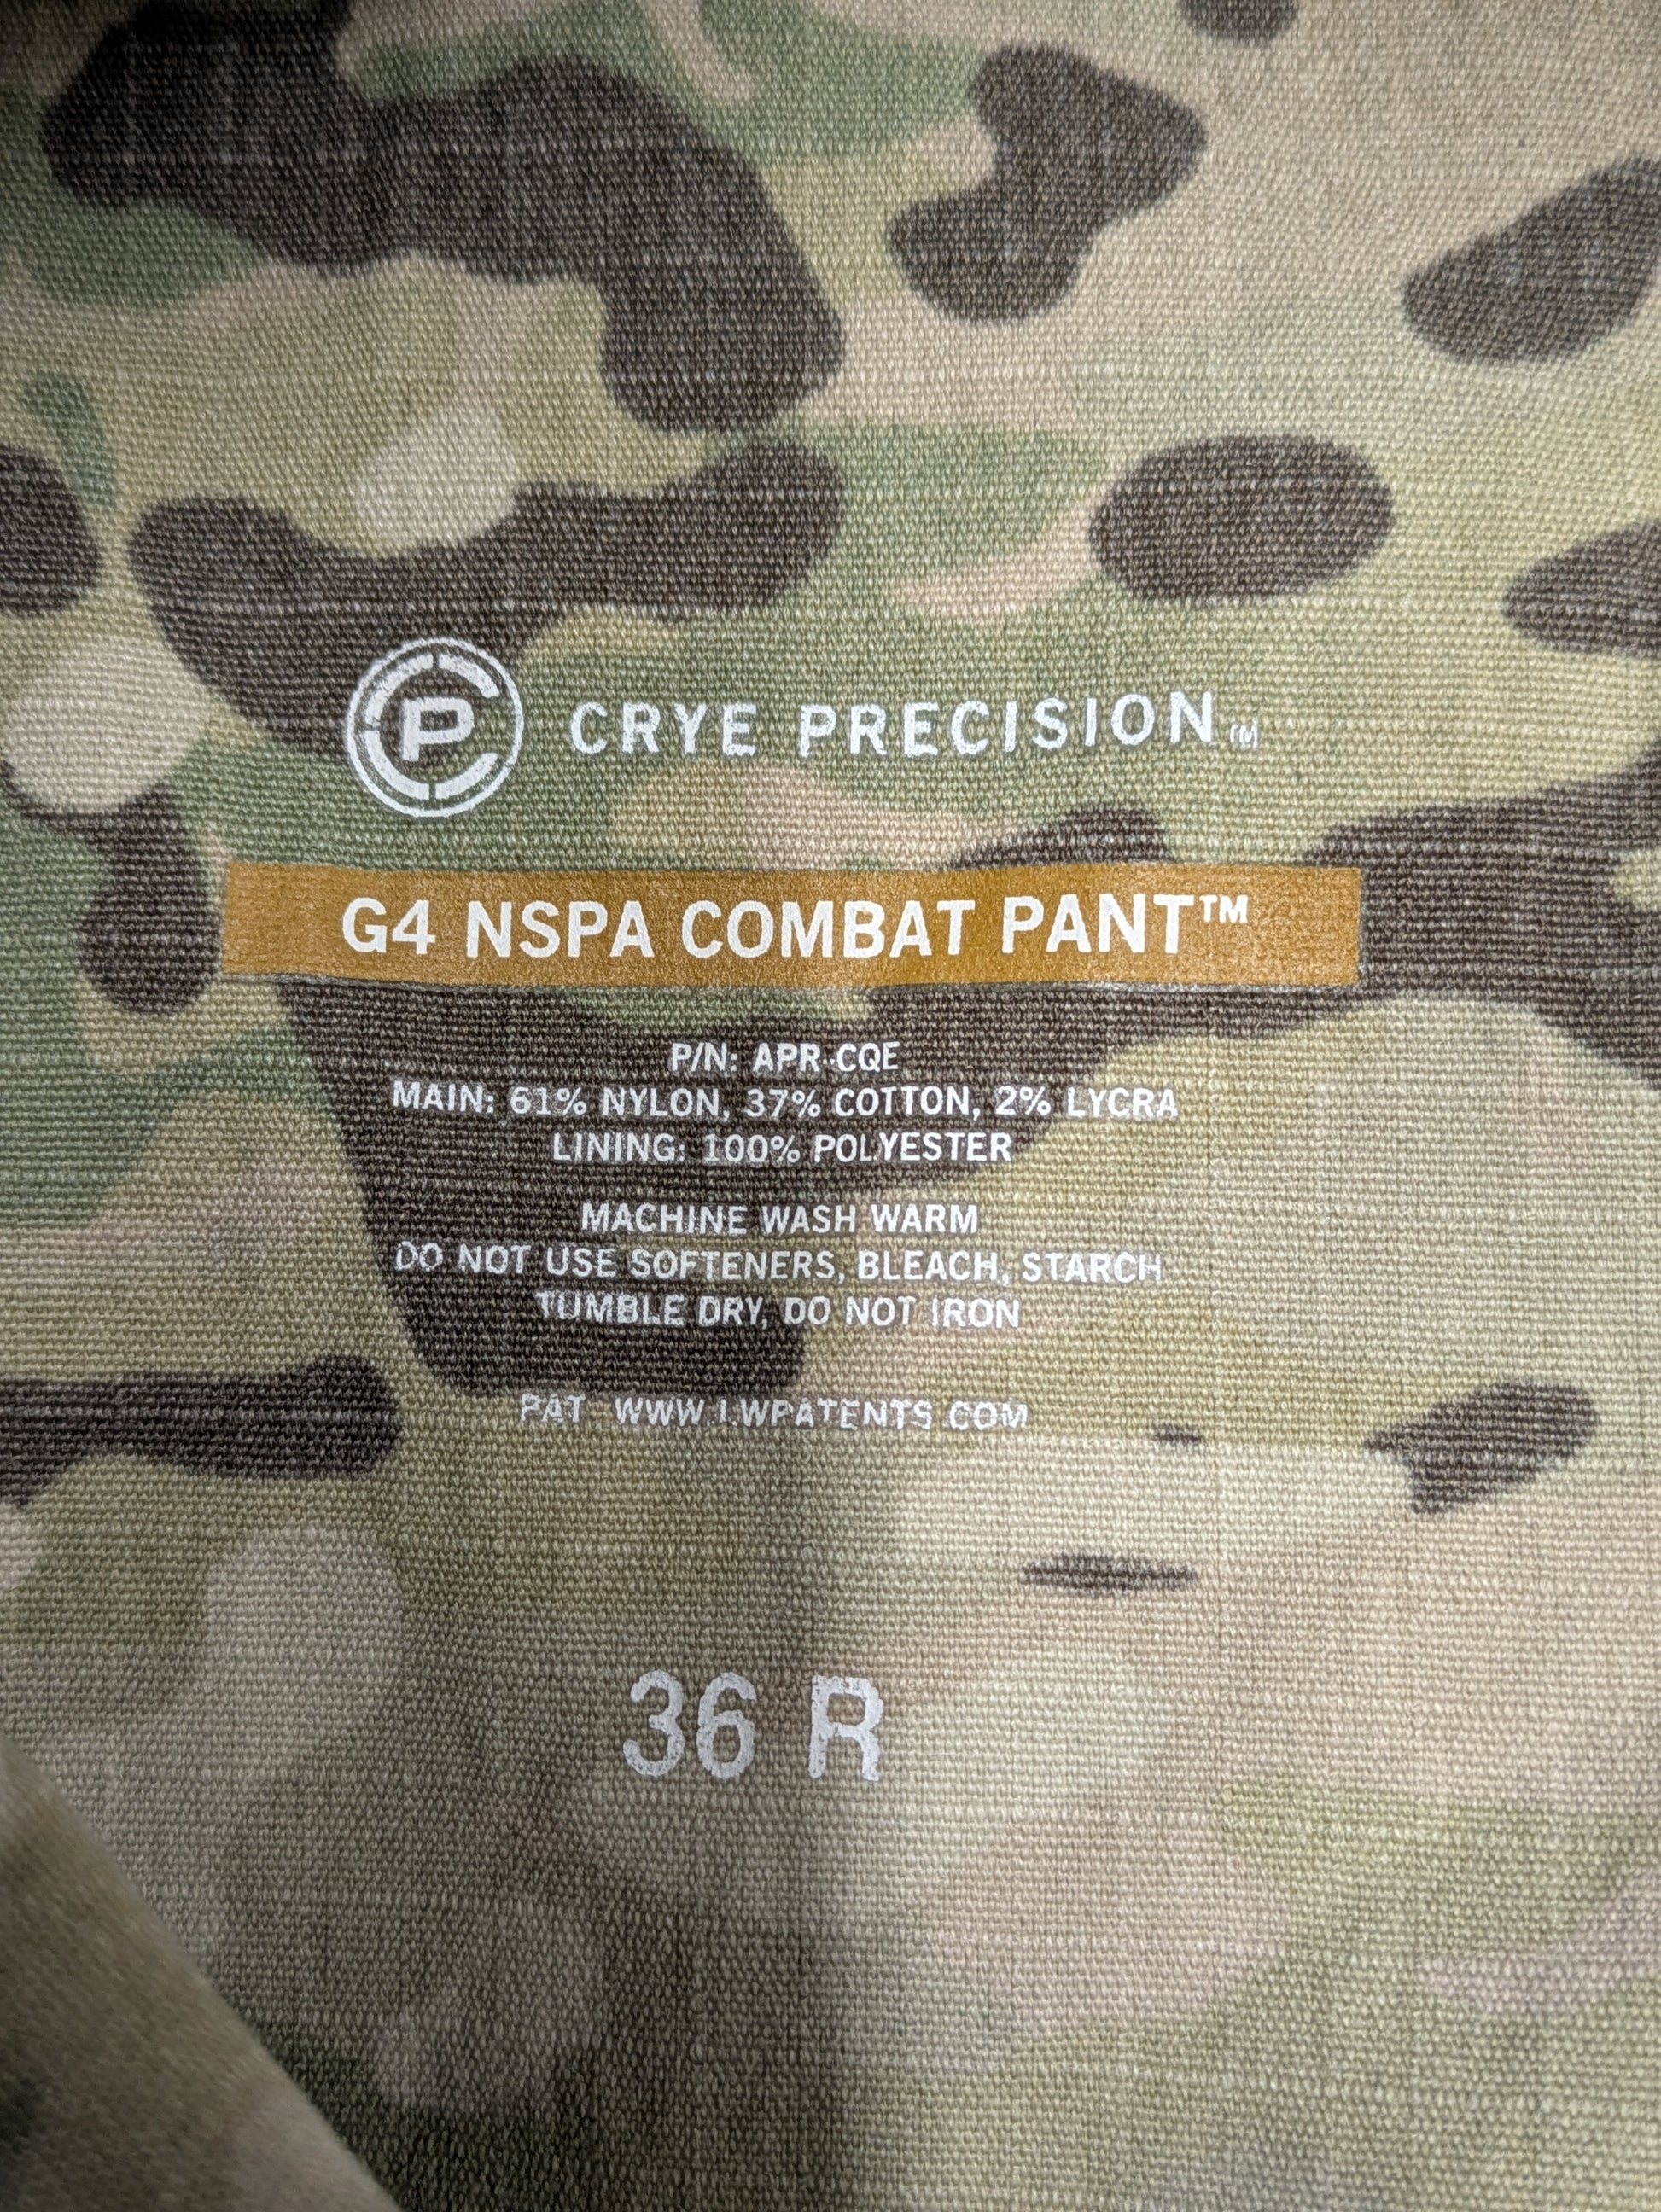 CP CRYE PRECISION™
G4 NSPA COMBAT PANT™
P/N: APR-CQE
MAIN: 61% NYLON, 37% COTTON, 2% LYCRA
LINING: 100% POLYESTER
MACHINE WASH WARM
DO NOT USE SOFTENERS, BLEACH, STARCH
TUMBLE DRY, DO NOT IRON
PAT WWW.LWPATENTS.COM
36 R